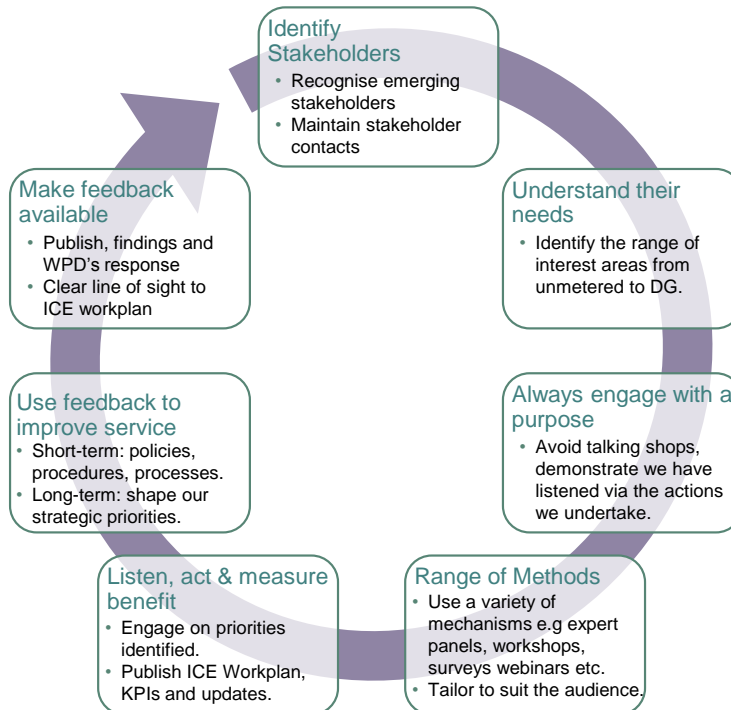 Identify
Stakeholders
• Recognise emerging
stakeholders
• Maintain stakeholder
contacts
Understand their
needs
• Identify the range of
interest areas from
unmetered to DG.
Always engage with a
purpose
• Avoid talking shops,
demonstrate we have
listened via the actions
we undertake.
Range of Methods
• Use a variety of
mechanisms e.g expert
panels, workshops,
surveys webinars etc.
• Tailor to suit the audience.
Listen, act & measure
benefit
• Engage on priorities
identified.
• Publish ICE Workplan,
KPIs and updates.
Use feedback to
improve service
• Short-term: policies,
procedures, processes.
• Long-term: shape our
strategic priorities.
Make feedback
available
• Publish, findings and
WPD's response
• Clear line of sight to
ICE workplan